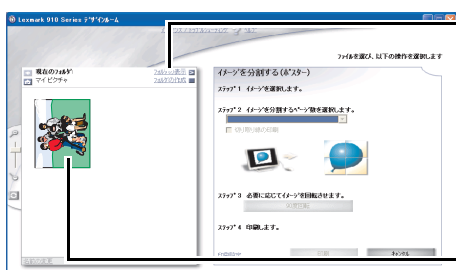 Lexmark 910 Series ﾃﾞｻﾞｲﾝﾙｰﾑ
ファイルを選び、以下の操作を選択します
現在のﾌｫﾙﾀﾞ:
マイ ピクチャ
ﾌｫﾙﾀﾞの作成
イメージを分割する (ﾎﾟｽﾀｰ)
ｽﾃｯﾌﾟ 1 イメージを選択します。
ｽﾃｯﾌﾟ 2 イメージを分割するﾍﾟｰｼﾞ数を選択します。
切り取り線の印刷
ｽﾃｯﾌﾟ 3 必要に応じてイメージを回転させます。
ｽﾃｯﾌﾟ 4 印刷します。
名前の変更
印刷
ｷｬﾝｾﾙ